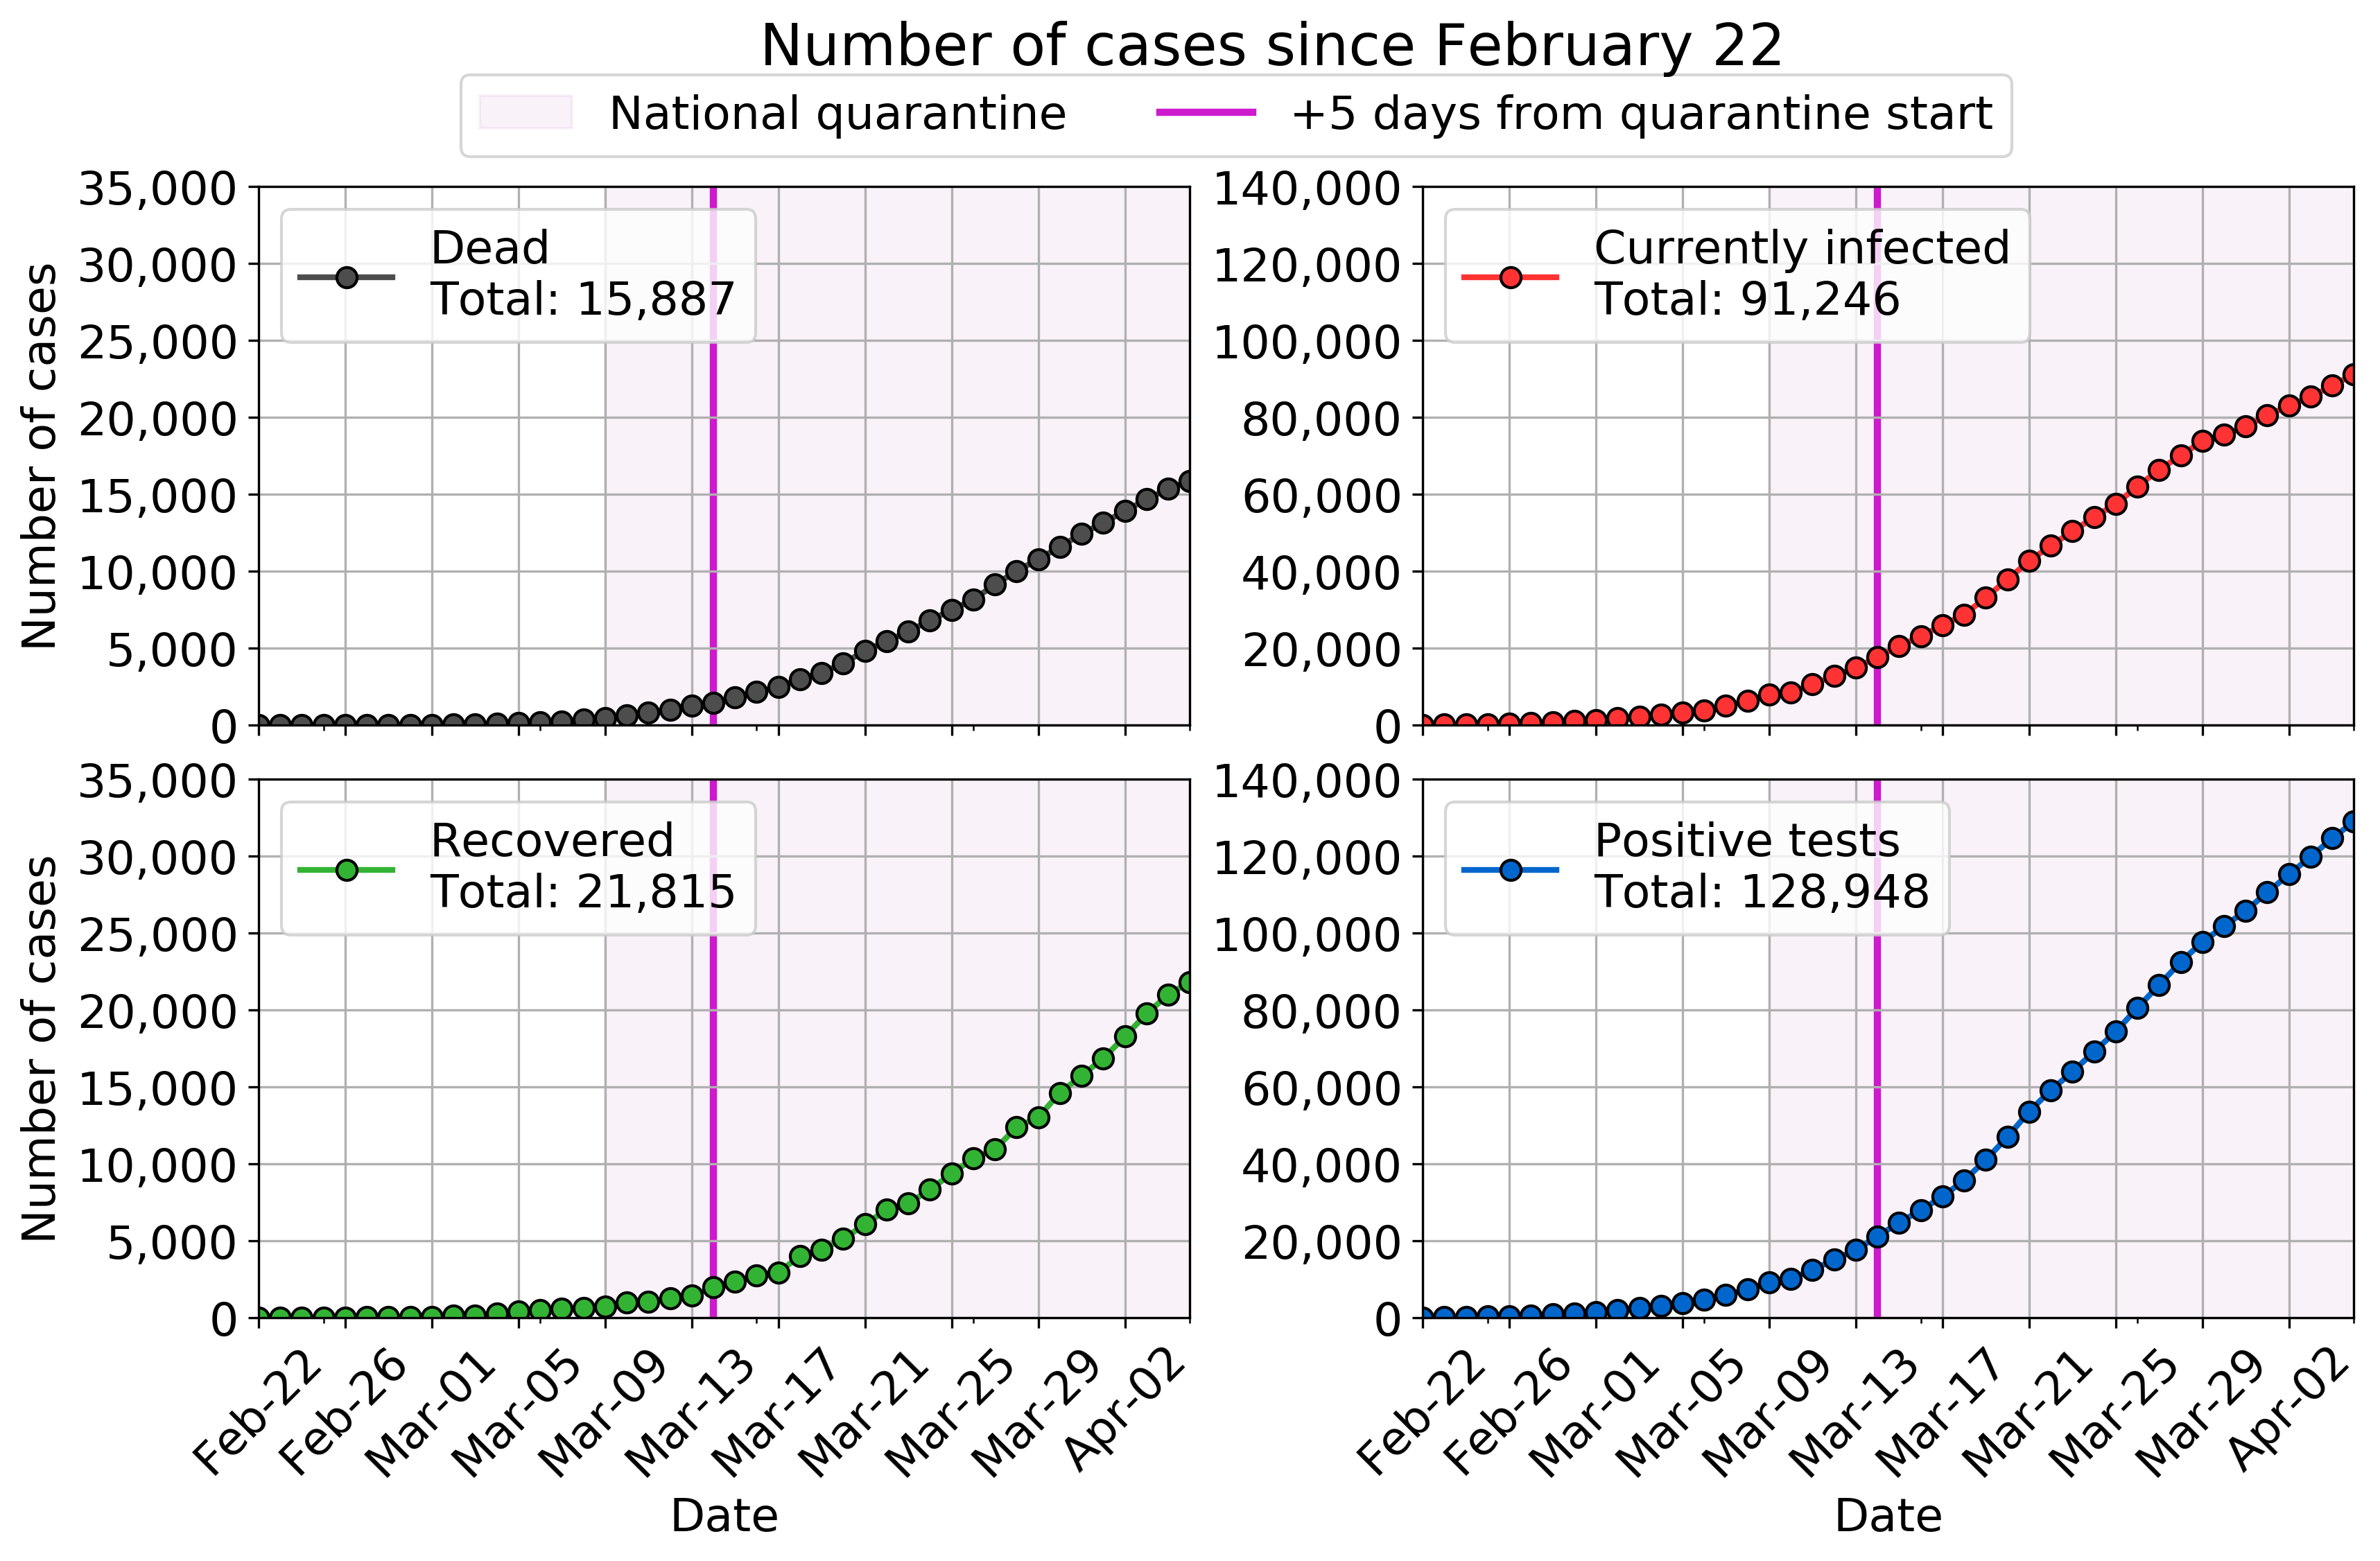 Number of cases since February 22
National quarantine
+5 days from quarantine start
35,000
30,000
25,000
20,000
15,000
10,000
5,000
0
Number of cases
Dead
Total: 15,887
140,000
120,000
100,000
80,000
60,000
40,000
20,000
0
Currently infected
Total: 91,246
35,000
30,000
25,000
20,000
15,000
10,000
5,000
0
Number of cases
Recovered
Total: 21,815
Feb-22
Feb-26
Mar-01
Mar-05
Mar-09
Mar-13
Mar-17
Mar-21
Mar-25
Mar-29
Apr-02
Date
140,000
120,000
100,000
80,000
60,000
40,000
20,000
0
Positive tests
Total: 128,948
Feb-22
Feb-26
Mar-01
Mar-05
Mar-09
Mar-13
Mar-17
Mar-21
Mar-25
Mar-29
Apr-02
Date